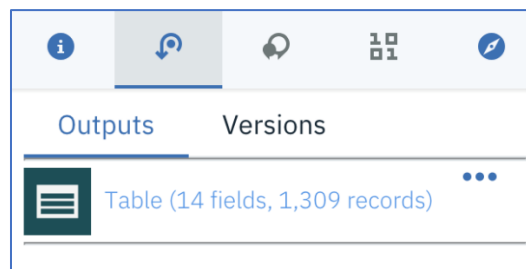 Outputs Versions
Table (14 fields, 1,309 records)